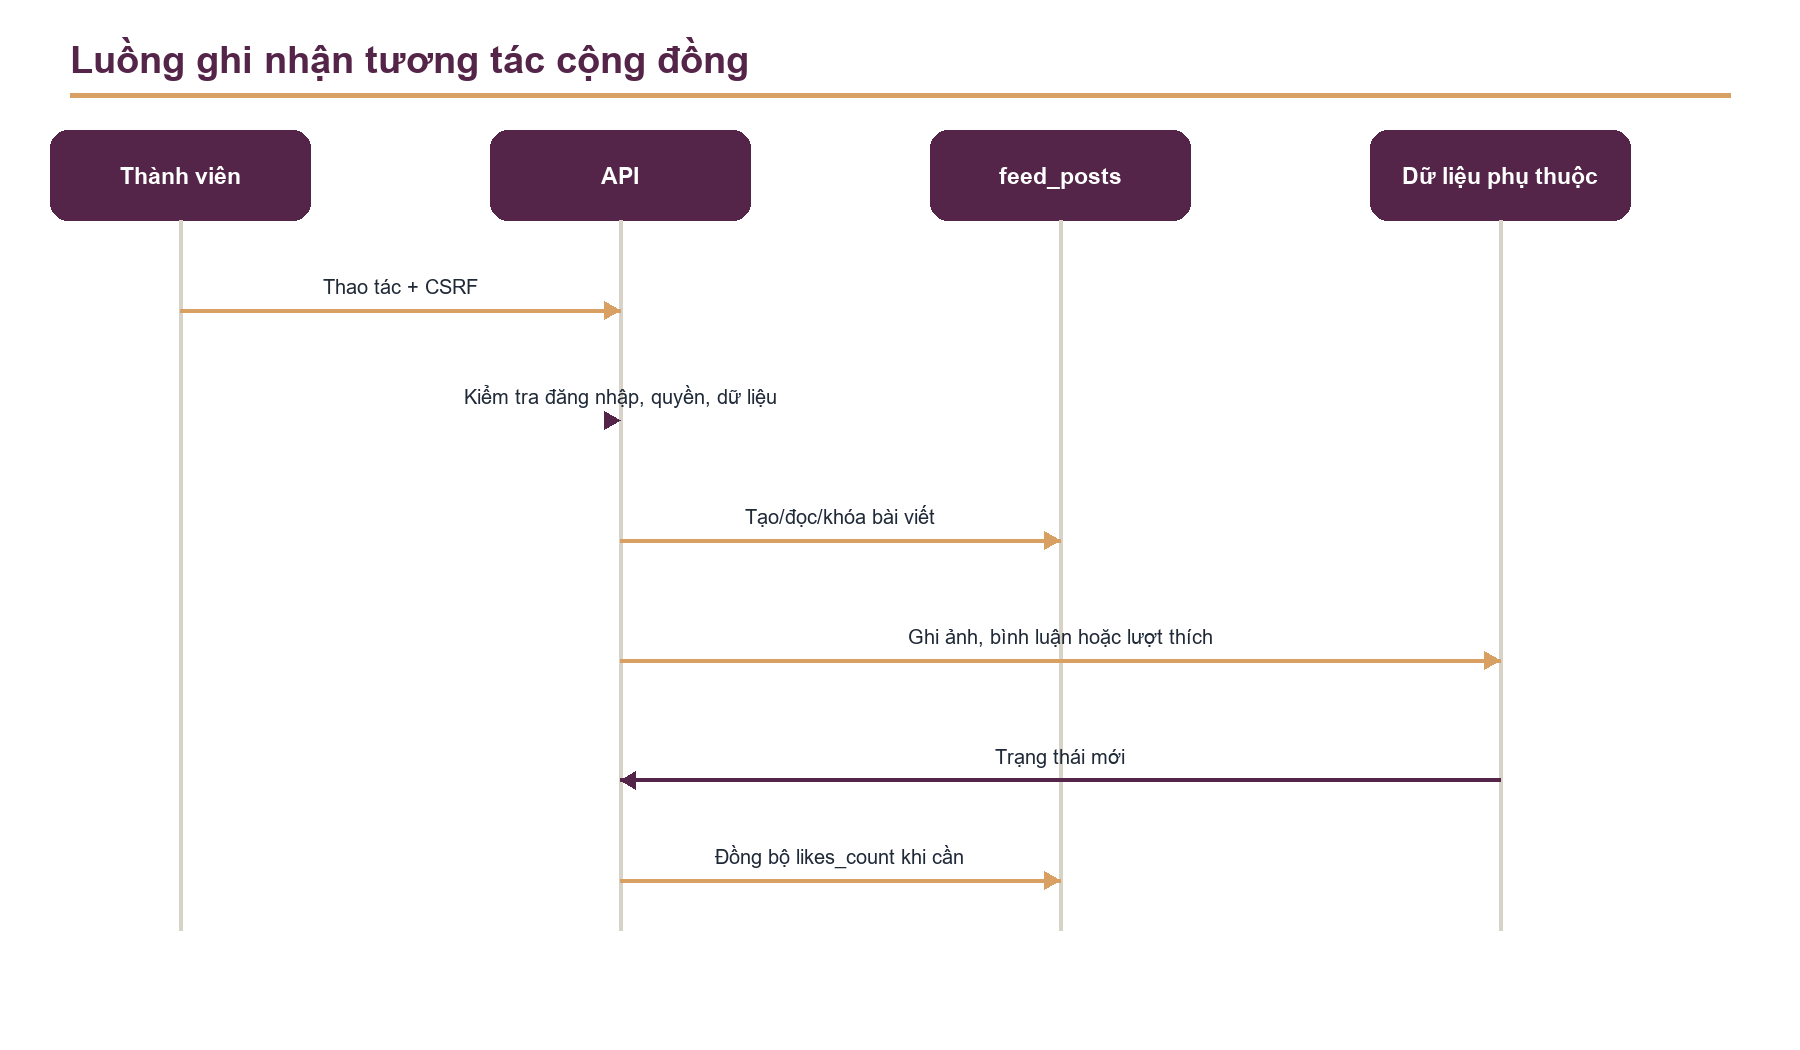 Luồng ghi nhận tương tác cộng đồng
Thành viên
API
feed_posts
Dữ liệu phụ thuộc
Thao tác + CSRF
Kiểm tra đăng nhập, quyền, dữ liệu
Tạo/đọc/khóa bài viết
Ghi ảnh, bình luận hoặc lượt thích
Trạng thái mới
Đồng bộ likes_count khi cần